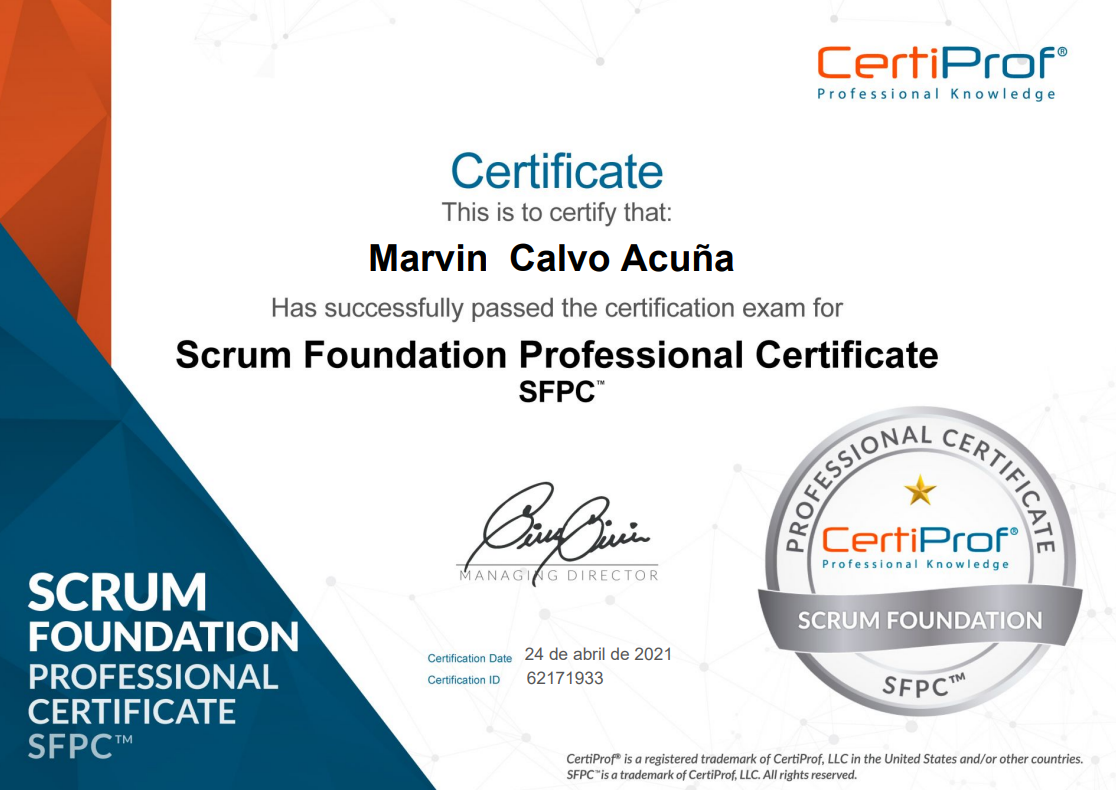 CertiProf®
Professional Knowledge
Certificate
This is to certify that:
Marvin Calvo Acuña
Has successfully passed the certification exam for
Scrum Foundation Professional Certificate
SFPC™
PROFESSIONAL CERTIFICATE
CertiProf®
Professional Knowledge
SCRUM FOUNDATION
SFPC™
MANAGING DIRECTOR
SCRUM
FOUNDATION
PROFESSIONAL
CERTIFICATE
SFPC™
Certification Date 24 de abril de 2021
Certification ID 62171933
CertiProf® is a registered trademark of CertiProf, LLC in the United States and/or other countries.
SFPC™ is a trademark of CertiProf, LLC. All rights reserved.